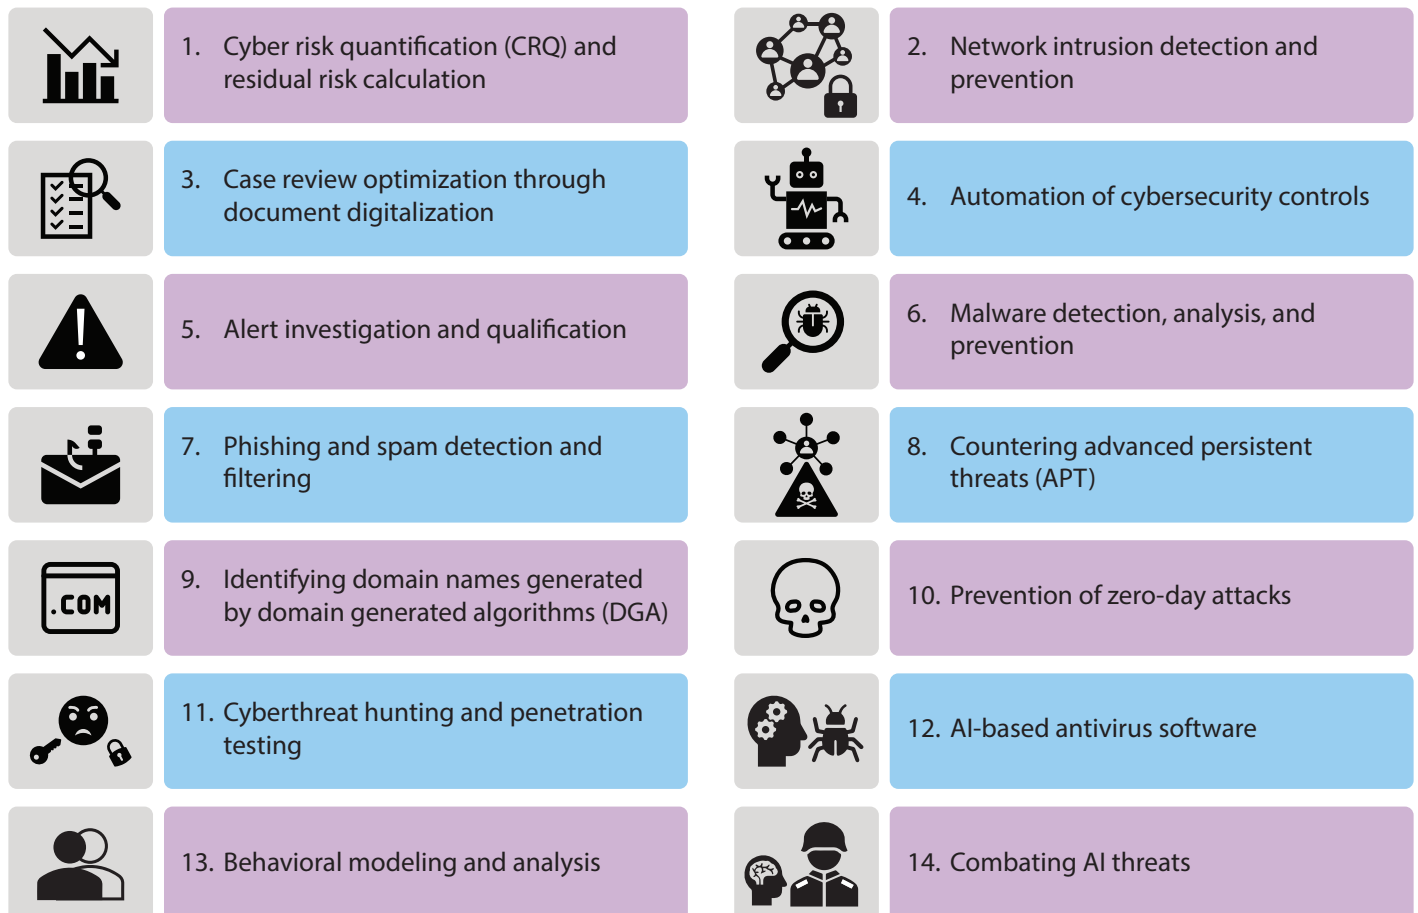 1. Cyber risk quantification (CRQ) and
residual risk calculation
2. Network intrusion detection and
prevention
3. Case review optimization through
document digitalization
4. Automation of cybersecurity controls
5. Alert investigation and qualification
6. Malware detection, analysis, and
prevention
7. Phishing and spam detection and
filtering
8. Countering advanced persistent
threats (APT)
.COM
9. Identifying domain names generated
by domain generated algorithms (DGA)
10. Prevention of zero-day attacks
11. Cyberthreat hunting and penetration
testing
12. AI-based antivirus software
13. Behavioral modeling and analysis
14. Combating AI threats